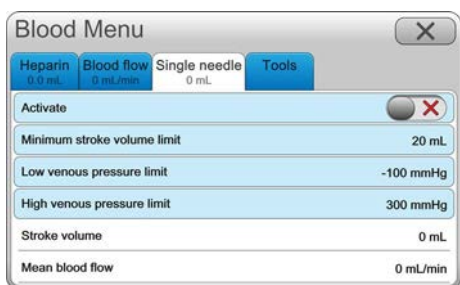 Blood Menu
Heparin Blood flow Single needle Tools
0.0 mL 0 mL/min 0 mL
Activate
Minimum stroke volume limit 20 mL
Low venous pressure limit -100 mmHg
High venous pressure limit 300 mmHg
Stroke volume 0 mL
Mean blood flow 0 mL/min